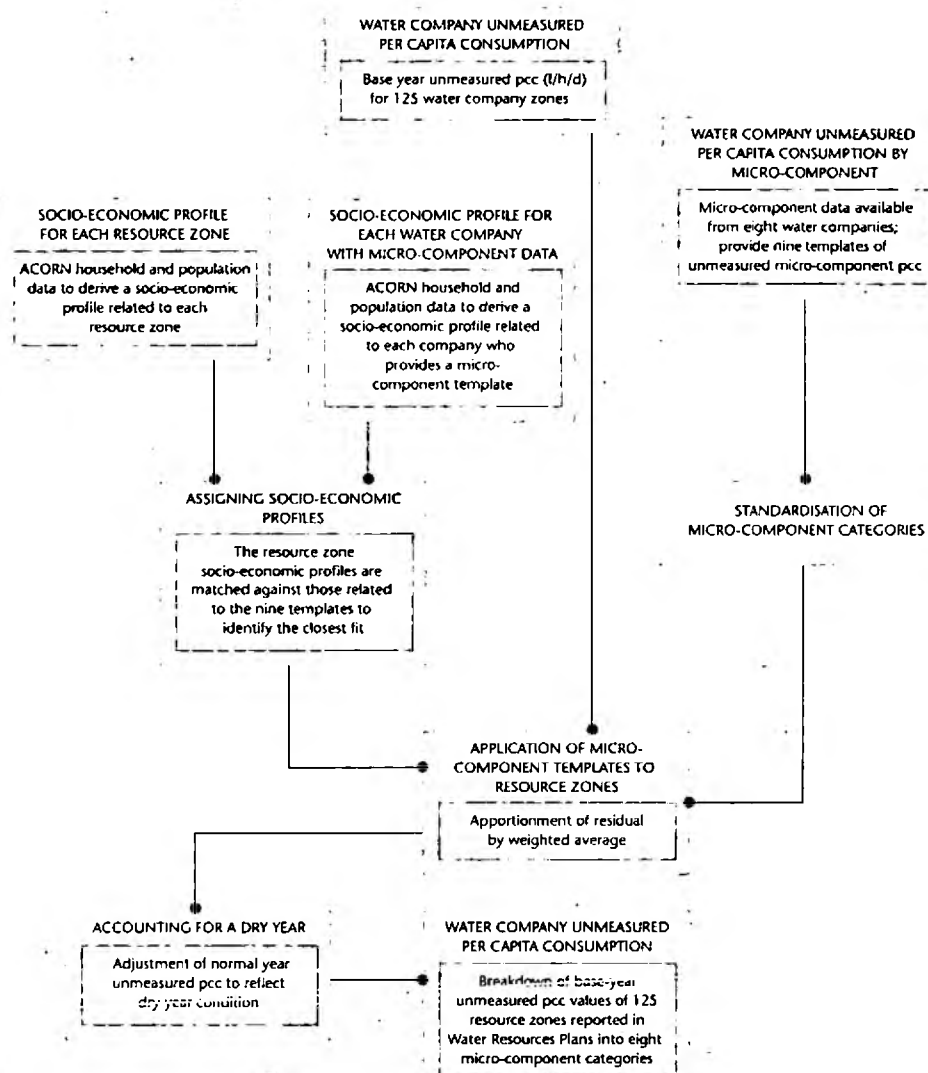 WATER COMPANY UNMEASURED
PER CAPITA CONSUMPTION
Base year unmeasured pcc (l/h/d)
for 125 water company zones
WATER COMPANY UNMEASURED
PER CAPITA CONSUMPTION BY
MICRO-COMPONENT
Micro-component data available
from eight water companies;
provide nine templates of
unmeasured micro-component pcc
SOCIO-ECONOMIC PROFILE
FOR EACH RESOURCE ZONE
ACORN household and population
data to derive a socio-economic
profile related to each
resource zone
SOCIO-ECONOMIC PROFILE FOR
EACH WATER COMPANY
WITH MICRO-COMPONENT DATA
ACORN household and
population data to derive a
socio-economic profile related
to each company who
provides a micro-
component template
ASSIGNING SOCIO-ECONOMIC
PROFILES
The resource zone
socio-economic profiles are
matched against those related
to the nine templates to
identify the closest fit
STANDARDISATION OF
MICRO-COMPONENT CATEGORIES
APPLICATION OF MICRO-
COMPONENT TEMPLATES TO
RESOURCE ZONES
Apportionment of residual
by weighted average
ACCOUNTING FOR A DRY YEAR
Adjustment of normal year
unmeasured pcc to reflect
dry year condition
WATER COMPANY UNMEASURED
PER CAPITA CONSUMPTION
Breakdown of base-year
unmeasured pcc values of 125
resource zones reported in
Water Resources Plans into eight
micro-component categories